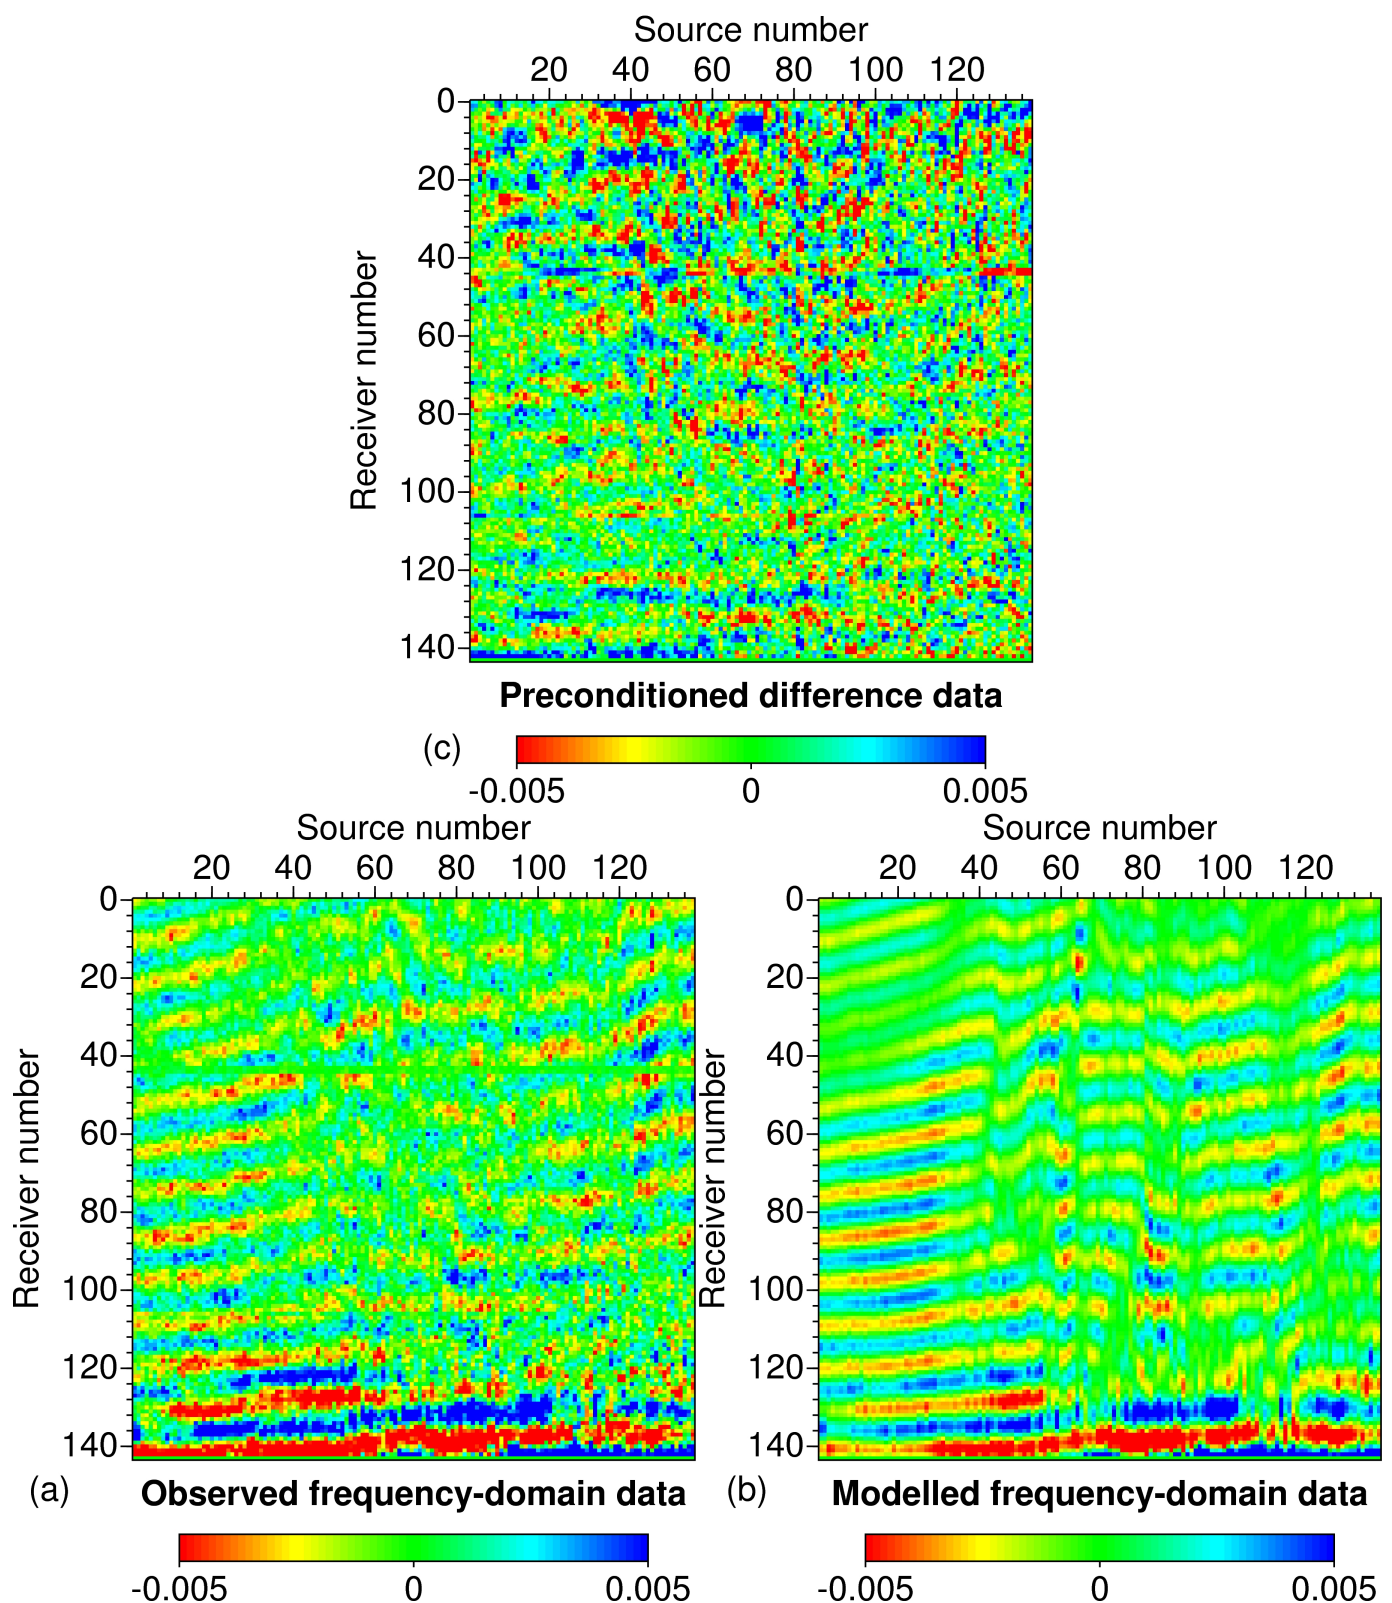 Source number
20 40 60 80 100 120
0
20
40
60
80
100
120
140
Receiver number
Preconditioned difference data
(c)
-0.005 0 0.005
Source number
20 40 60 80 100 120
0
20
40
60
80
100
120
140
Receiver number
(a) Observed frequency-domain data
-0.005 0 0.005
Source number
20 40 60 80 100 120
0
20
40
60
80
100
120
140
Receiver number
(b) Modelled frequency-domain data
-0.005 0 0.005